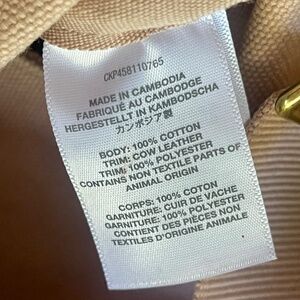 CKP458110765
MADE IN CAMBODIA
FABRIQUÉ AU CAMBODGE
HERGESTELLT IN KAMBODSCHA
カンボジア製
BODY: 100% COTTON
TRIM: COW LEATHER
TRIM: 100% POLYESTER
CONTAINS NON TEXTILE PARTS OF
ANIMAL ORIGIN
CORPS: 100% COTON
GARNITURE: CUIR DE VACHE
GARNITURE: 100% POLYESTER
CONTIENT DES PIÈCES NON
TEXTILES D'ORIGINE ANIMALE